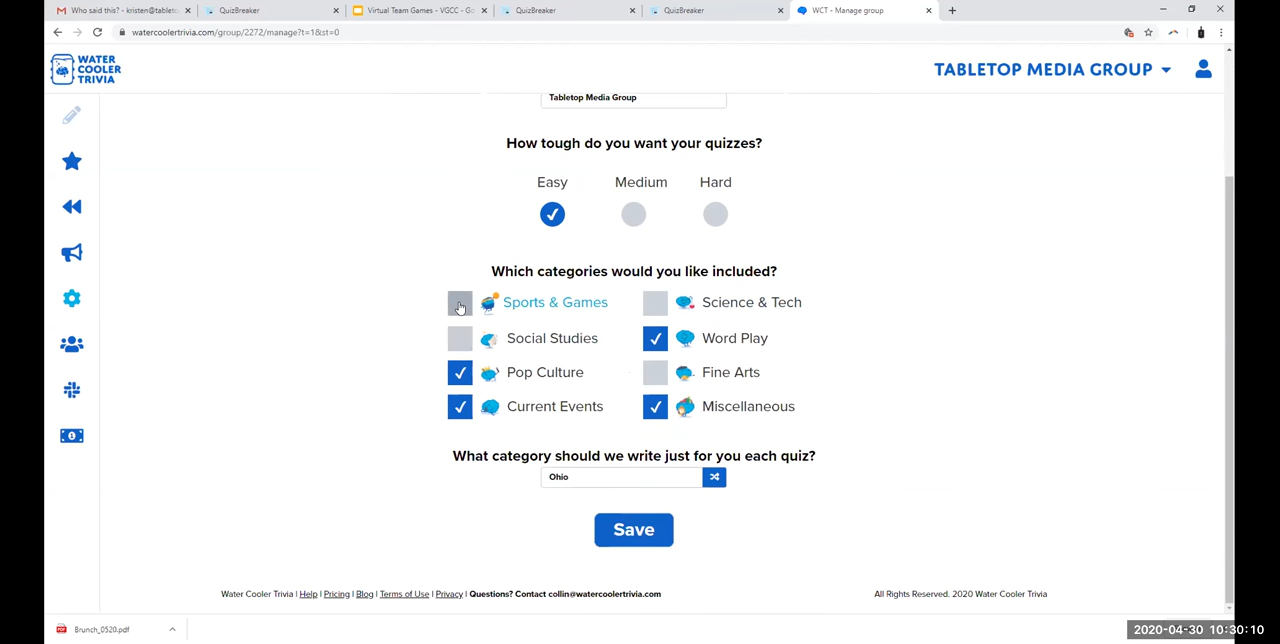 Who said this? - kristen@tableto
QuizBreaker
Virtual Team Games - VGCC - Go
QuizBreaker
QuizBreaker
WCT - Manage group
watercoolertrivia.com/group/2272/manage?t=1&st=0
WATER
COOLER
TRIVIA
TABLETOP MEDIA GROUP
Tabletop Media Group
How tough do you want your quizzes?
Easy Medium Hard
Which categories would you like included?
Sports & Games Science & Tech
Social Studies Word Play
Pop Culture Fine Arts
Current Events Miscellaneous
What category should we write just for you each quiz?
Ohio
Save
Water Cooler Trivia | Help | Pricing | Blog | Terms of Use | Privacy | Questions? Contact collin@watercoolertrivia.com
All Rights Reserved. 2020 Water Cooler Trivia
Brunch_0520.pdf
2020-04-30 10:30:10